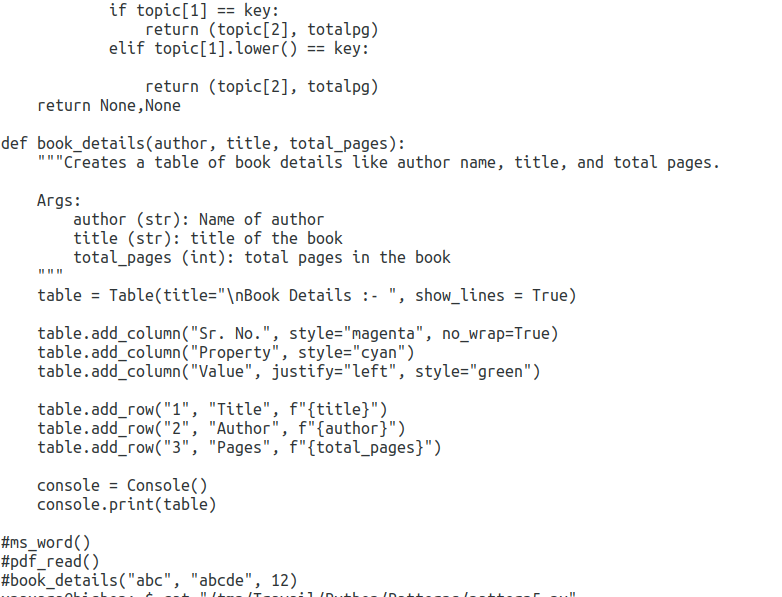 if topic[1] == key:
                return (topic[2], totalpg)
            elif topic[1].lower() == key:

                return (topic[2], totalpg)
    return None,None

def book_details(author, title, total_pages):
    """Creates a table of book details like author name, title, and total pages.

    Args:
        author (str): Name of author
        title (str): title of the book
        total_pages (int): total pages in the book
    """
    table = Table(title="\nBook Details :- ", show_lines = True)

    table.add_column("Sr. No.", style="magenta", no_wrap=True)
    table.add_column("Property", style="cyan")
    table.add_column("Value", justify="left", style="green")

    table.add_row("1", "Title", f"{title}")
    table.add_row("2", "Author", f"{author}")
    table.add_row("3", "Pages", f"{total_pages}")

    console = Console()
    console.print(table)

#ms_word()
#pdf_read()
#book_details("abc", "abcde", 12)